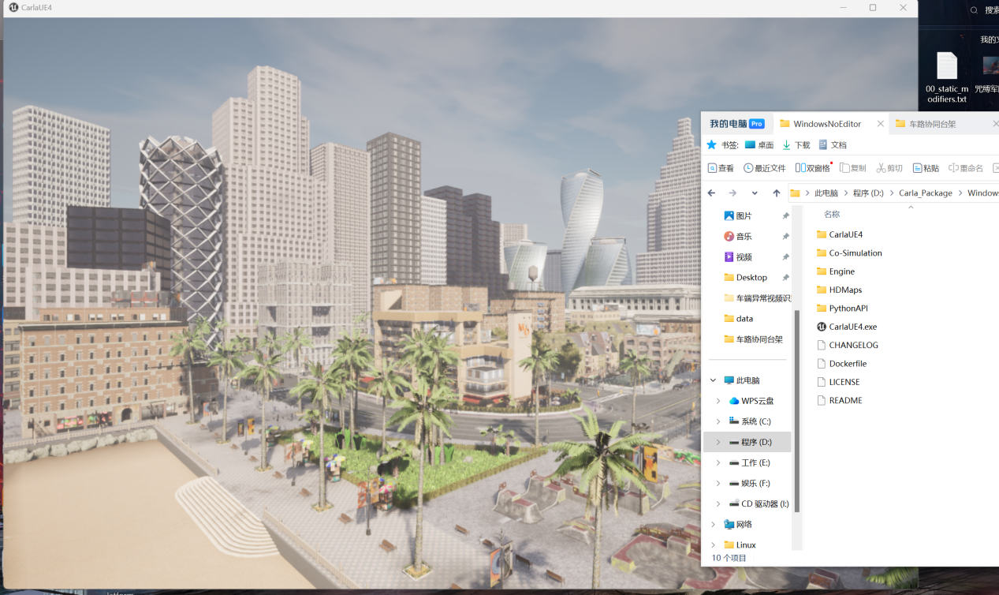 CarlaUE4
搜索
我的文
00_static_m
odifiers.txt
咒缚军
我的电脑 Pro
WindowsNoEditor
车路协同台架
书签:
桌面
下载
文档
查看
最近文件
双窗格
复制
剪切
粘贴
重命名
此电脑
程序 (D:)
Carla_Package
Windows
图片
音乐
视频
Desktop
车端异常视频识
data
车路协同台架
此电脑
WPS云盘
系统 (C:)
程序 (D:)
工作 (E:)
娱乐 (F:)
CD 驱动器 (I:)
网络
Linux
名称
CarlaUE4
Co-Simulation
Engine
HDMaps
PythonAPI
CarlaUE4.exe
CHANGELOG
Dockerfile
LICENSE
README
10 个项目